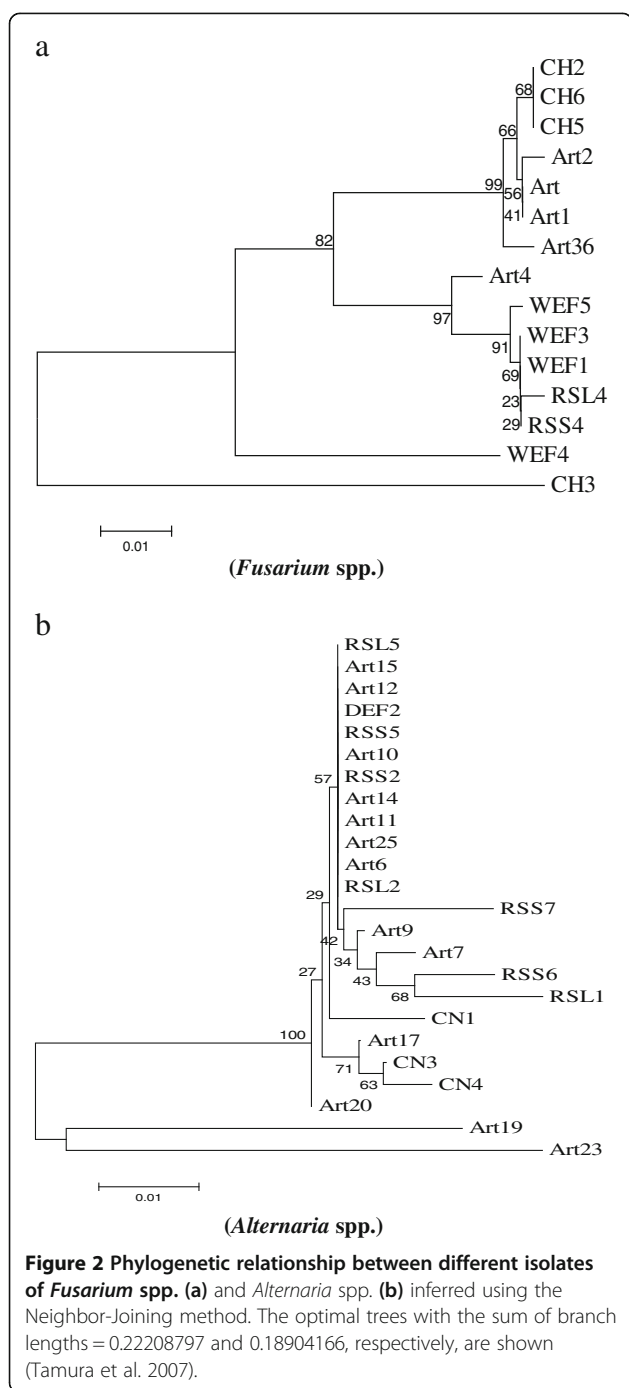 a
CH2
68
CH6
CH5
66
Art2
99
56
Art
41
Art1
82
Art36
Art4
97
WEF5
91
WEF3
69
WEF1
23
RSL4
29
RSS4
WEF4
CH3
0.01
(Fusarium spp.)
b
RSL5
Art15
Art12
DEF2
RSS5
Art10
57
RSS2
Art14
Art11
Art25
Art6
29
RSL2
RSS7
42
Art9
34
Art7
27
43
RSS6
68
RSL1
CN1
100
Art17
71
CN3
63
CN4
Art20
Art19
Art23
0.01
(Alternaria spp.)
Figure 2 Phylogenetic relationship between different isolates
of Fusarium spp. (a) and Alternaria spp. (b) inferred using the
Neighbor-Joining method. The optimal trees with the sum of branch
lengths = 0.22208797 and 0.18904166, respectively, are shown
(Tamura et al. 2007).